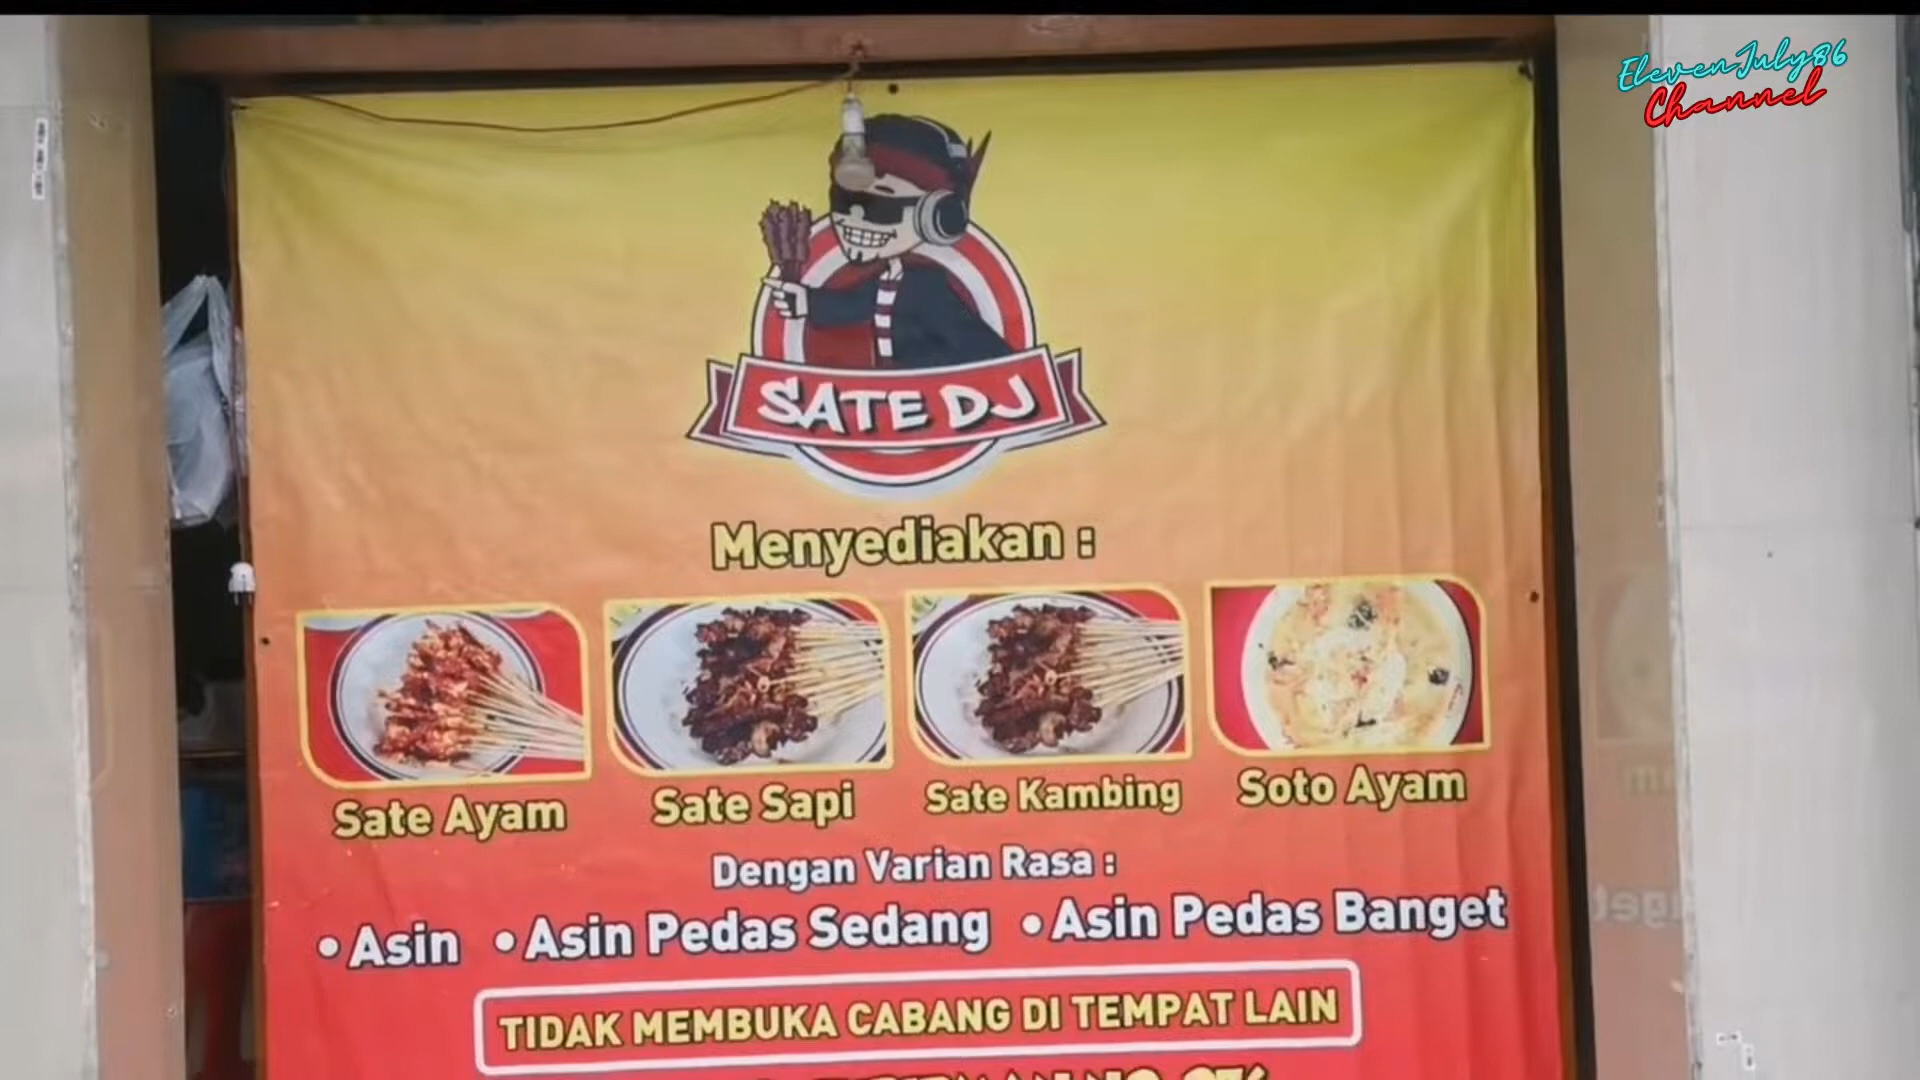 ElevenJuly86
Channel
SATE DJ
Menyediakan :
Sate Ayam
Sate Sapi
Sate Kambing
Soto Ayam
Dengan Varian Rasa :
• Asin • Asin Pedas Sedang • Asin Pedas Banget
TIDAK MEMBUKA CABANG DI TEMPAT LAIN